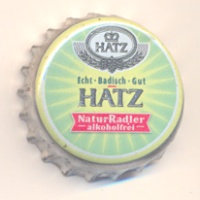 HATZ
Echt · Badisch · Gut
HATZ
NaturRadler
alkoholfrei